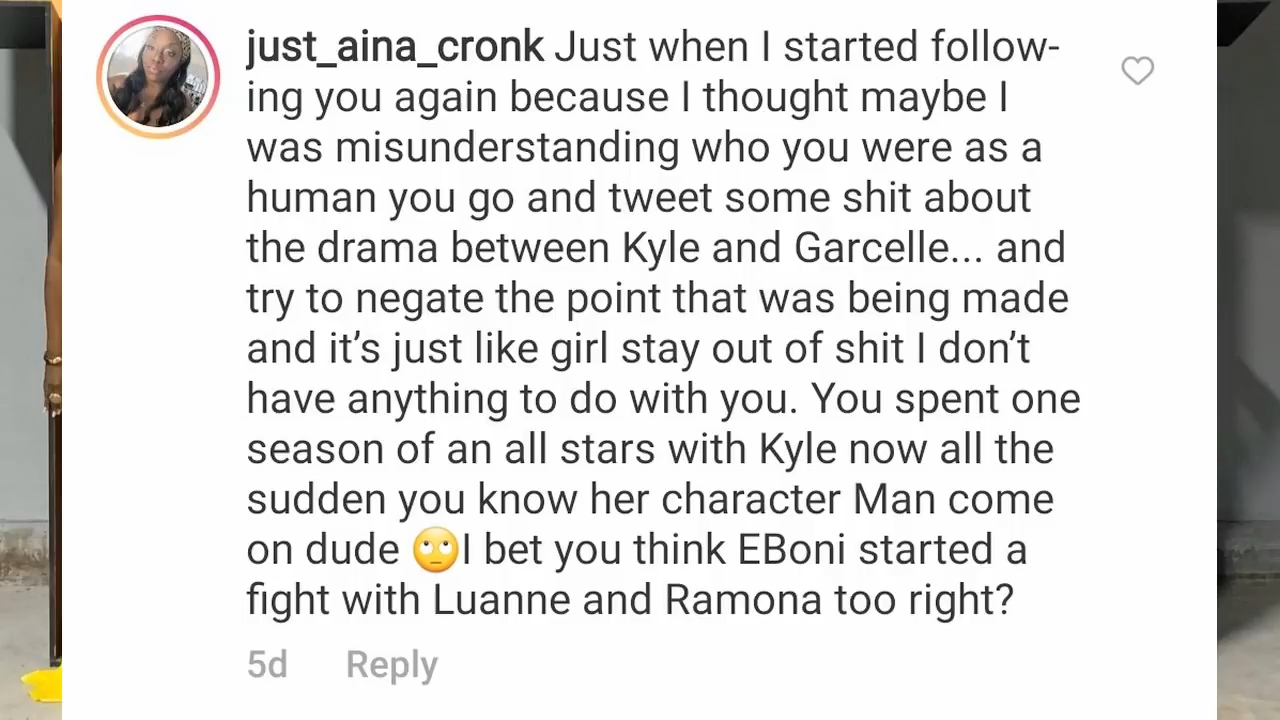 just_aina_cronk Just when I started follow-
ing you again because I thought maybe I
was misunderstanding who you were as a
human you go and tweet some shit about
the drama between Kyle and Garcelle... and
try to negate the point that was being made
and it’s just like girl stay out of shit I don’t
have anything to do with you. You spent one
season of an all stars with Kyle now all the
sudden you know her character Man come
on dude 🙄I bet you think EBoni started a
fight with Luanne and Ramona too right?
5d Reply